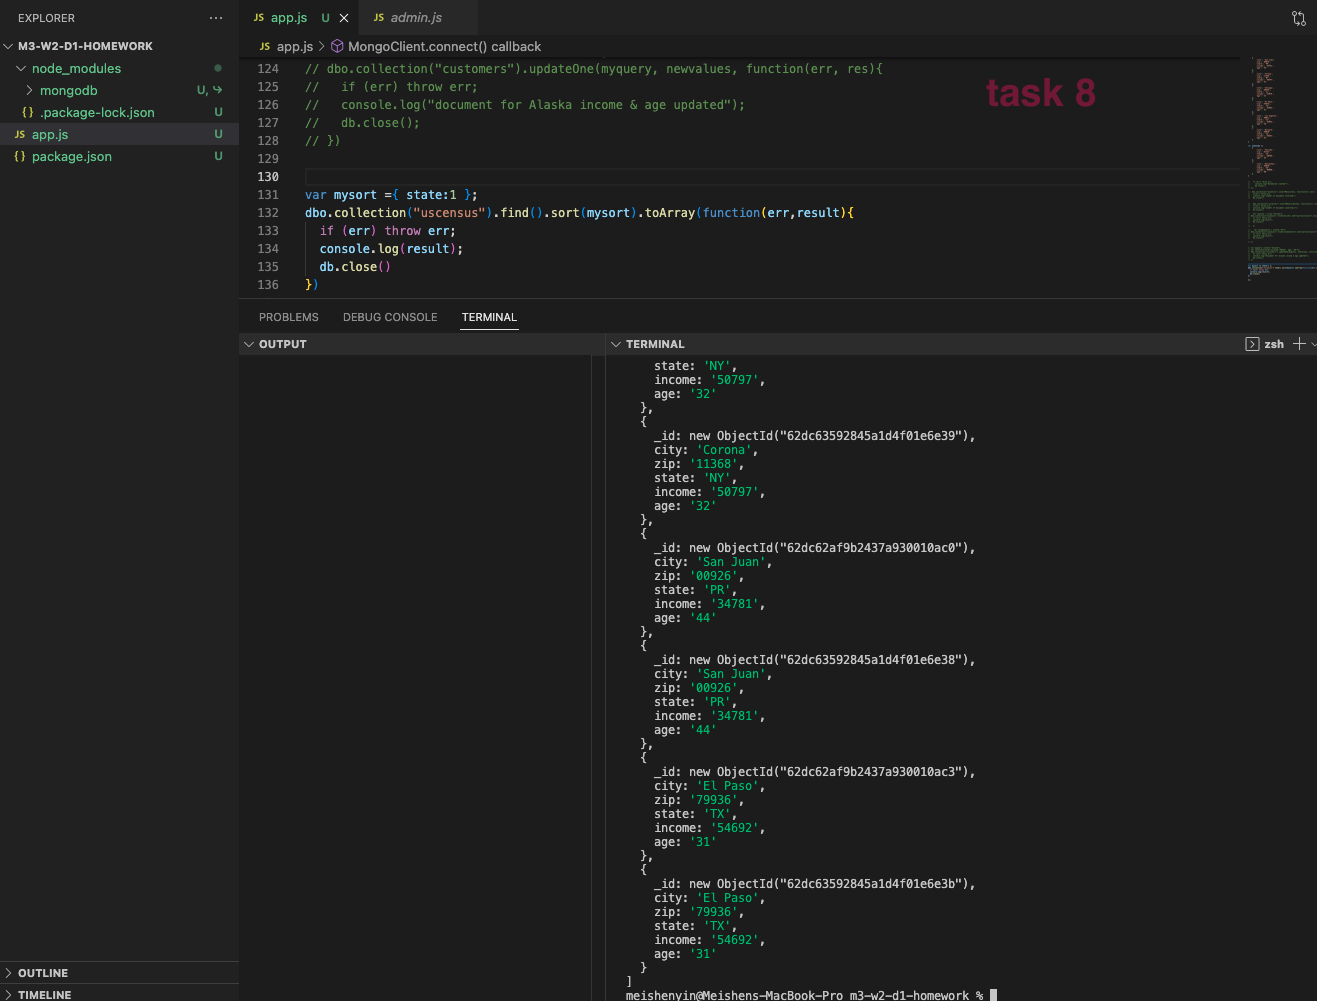 EXPLORER
M3-W2-D1-HOMEWORK
node_modules
mongodb U,
{} .package-lock.json U
JS app.js U
{} package.json U
OUTLINE
TIMELINE
JS app.js U
JS admin.js
JS app.js > MongoClient.connect() callback
task 8
124 // dbo.collection("customers").updateOne(myquery, newvalues, function(err, res){
125 //   if (err) throw err;
126 //   console.log("document for Alaska income & age updated");
127 //   db.close();
128 // })
129
130
131 var mysort ={ state:1 };
132 dbo.collection("uscensus").find().sort(mysort).toArray(function(err,result){
133   if (err) throw err;
134   console.log(result);
135   db.close()
136 })
PROBLEMS DEBUG CONSOLE TERMINAL
OUTPUT
TERMINAL
zsh
state: 'NY',
income: '50797',
age: '32'
},
{
_id: new ObjectId("62dc63592845a1d4f01e6e39"),
city: 'Corona',
zip: '11368',
state: 'NY',
income: '50797',
age: '32'
},
{
_id: new ObjectId("62dc62af9b2437a930010ac0"),
city: 'San Juan',
zip: '00926',
state: 'PR',
income: '34781',
age: '44'
},
{
_id: new ObjectId("62dc63592845a1d4f01e6e38"),
city: 'San Juan',
zip: '00926',
state: 'PR',
income: '34781',
age: '44'
},
{
_id: new ObjectId("62dc62af9b2437a930010ac3"),
city: 'El Paso',
zip: '79936',
state: 'TX',
income: '54692',
age: '31'
},
{
_id: new ObjectId("62dc63592845a1d4f01e6e3b"),
city: 'El Paso',
zip: '79936',
state: 'TX',
income: '54692',
age: '31'
}
]
meishenyin@Meishens-MacBook-Pro m3-w2-d1-homework %